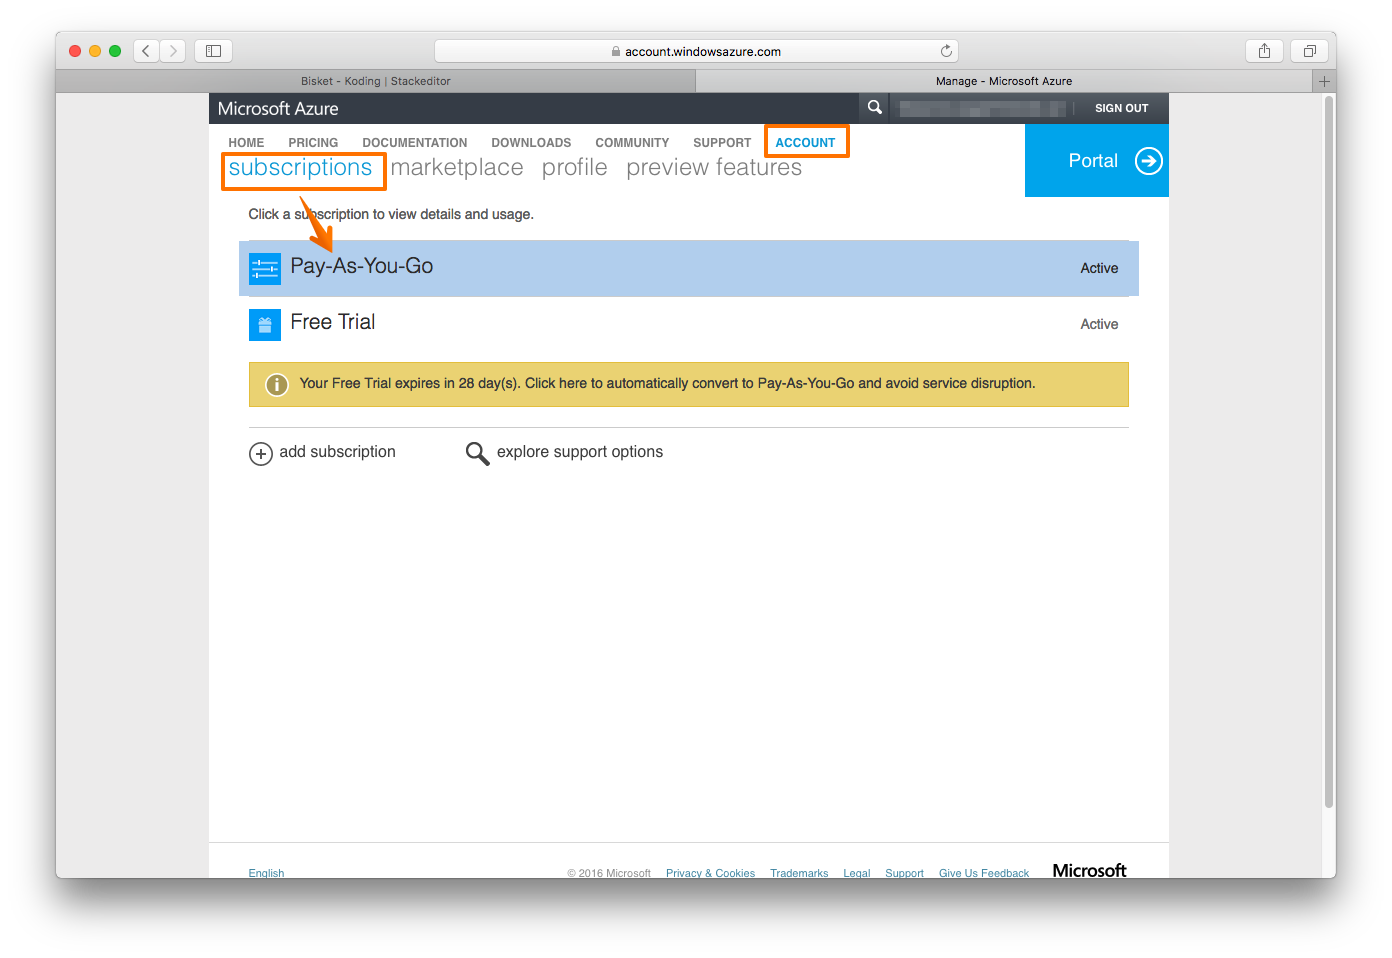 account.windowsazure.com
Bisket - Koding | Stackeditor
Manage - Microsoft Azure
Microsoft Azure
SIGN OUT
HOME PRICING DOCUMENTATION DOWNLOADS COMMUNITY SUPPORT ACCOUNT
subscriptions marketplace profile preview features
Portal
Click a subscription to view details and usage.
Pay-As-You-Go Active
Free Trial Active
Your Free Trial expires in 28 day(s). Click here to automatically convert to Pay-As-You-Go and avoid service disruption.
add subscription explore support options
English © 2016 Microsoft Privacy & Cookies Trademarks Legal Support Give Us Feedback Microsoft